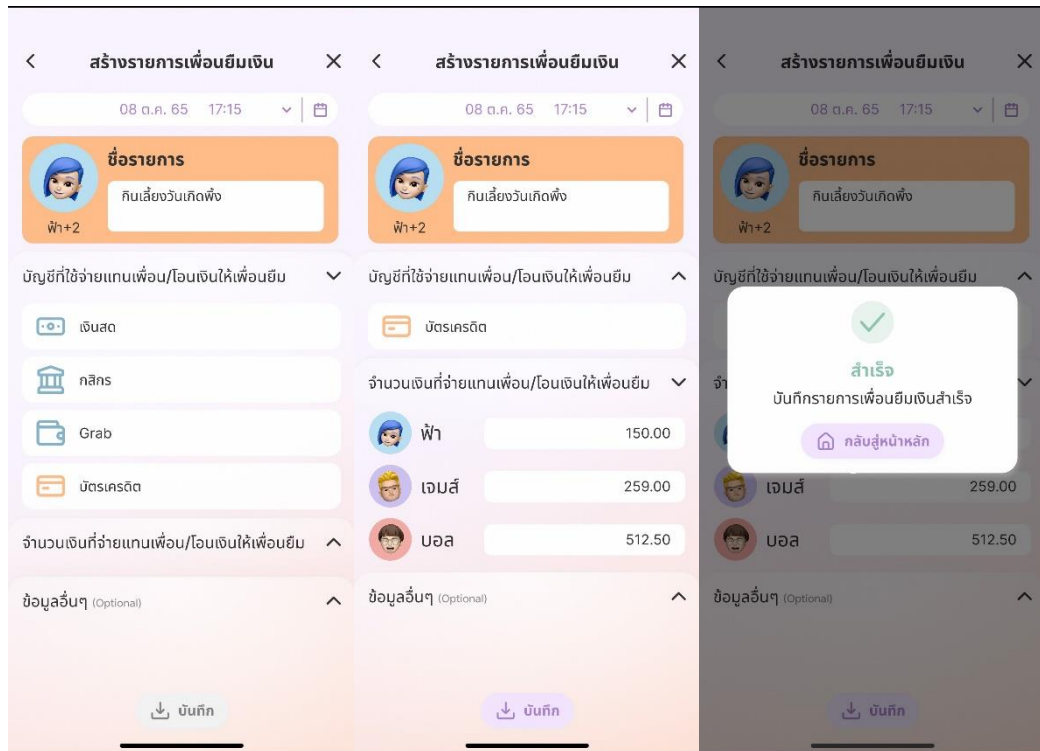 สร้างรายการเพื่อนยืมเงิน
08 ต.ค. 65 17:15
ชื่อรายการ
กินเลี้ยงวันเกิดพึ้ง
ฟ้า+2
บัญชีที่ใช้จ่ายแทนเพื่อน/โอนเงินให้เพื่อนยืม
เงินสด
กสิกร
Grab
บัตรเครดิต
จำนวนเงินที่จ่ายแทนเพื่อน/โอนเงินให้เพื่อนยืม
ข้อมูลอื่นๆ (Optional)
บันทึก
สร้างรายการเพื่อนยืมเงิน
08 ต.ค. 65 17:15
ชื่อรายการ
กินเลี้ยงวันเกิดพึ้ง
ฟ้า+2
บัญชีที่ใช้จ่ายแทนเพื่อน/โอนเงินให้เพื่อนยืม
บัตรเครดิต
จำนวนเงินที่จ่ายแทนเพื่อน/โอนเงินให้เพื่อนยืม
ฟ้า 150.00
เจมส์ 259.00
บอล 512.50
ข้อมูลอื่นๆ (Optional)
บันทึก
สร้างรายการเพื่อนยืมเงิน
08 ต.ค. 65 17:15
ชื่อรายการ
กินเลี้ยงวันเกิดพึ้ง
ฟ้า+2
บัญชีที่ใช้จ่ายแทนเพื่อน/โอนเงินให้เพื่อนยืม
สำเร็จ
บันทึกรายการเพื่อนยืมเงินสำเร็จ
กลับสู่หน้าหลัก
เจมส์ 259.00
บอล 512.50
ข้อมูลอื่นๆ (Optional)
บันทึก